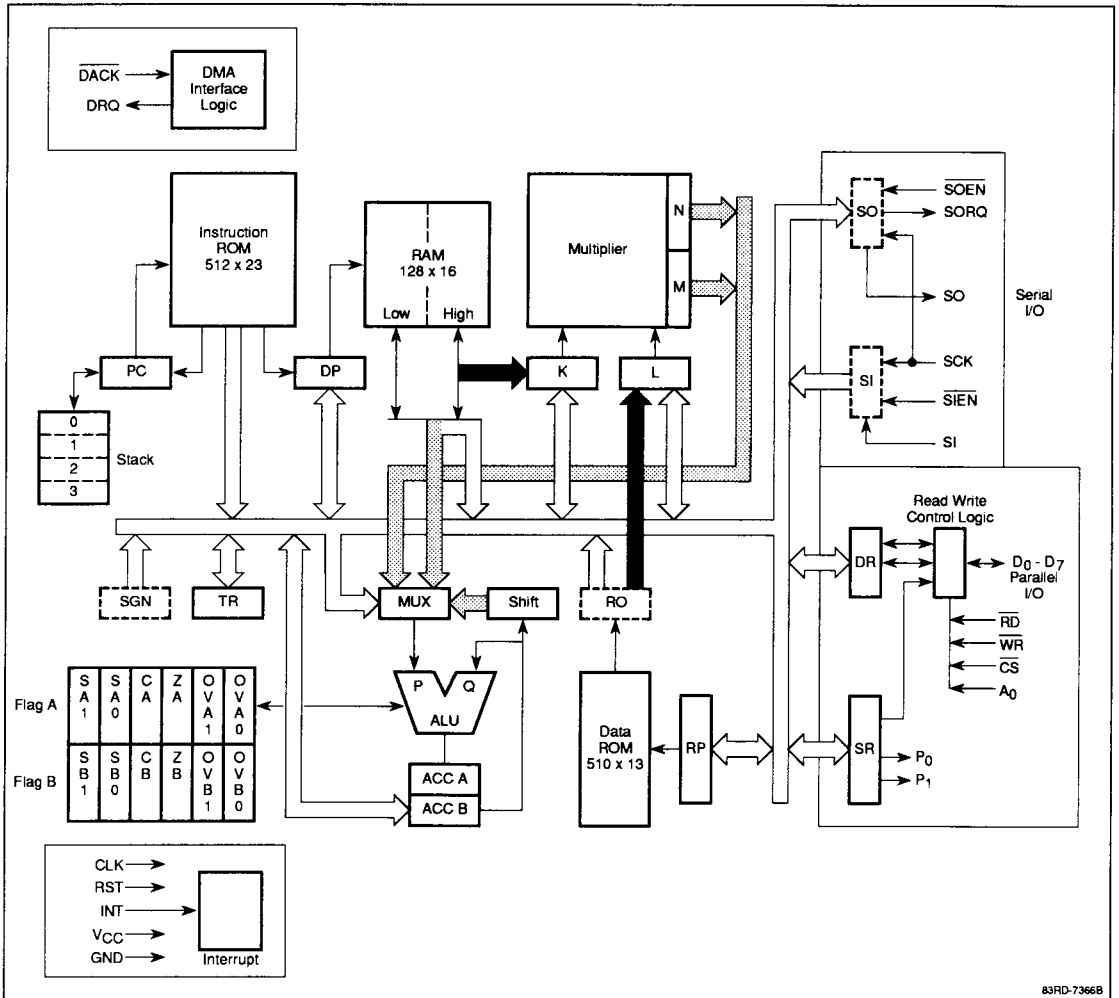 DACK
DRQ
DMA
Interface
Logic
Instruction
ROM
512 x 23
RAM
128 x 16
Low
High
Multiplier
N
M
SO
SOEN
SORQ
SO
Serial
I/O
SCK
SI
SIEN
SI
PC
DP
K
L
0
1
2
3
Stack
Read Write
Control Logic
DR
D0 - D7
Parallel
I/O
RD
WR
CS
A0
SGN
TR
MUX
Shift
RO
P
Q
ALU
ACC A
ACC B
Flag A
SA1
SA0
CA
ZA
OVA1
OVA0
Flag B
SB1
SB0
CB
ZB
OVB1
OVB0
Data
ROM
510 x 13
RP
SR
P0
P1
CLK
RST
INT
VCC
GND
Interrupt
83RD-7366B